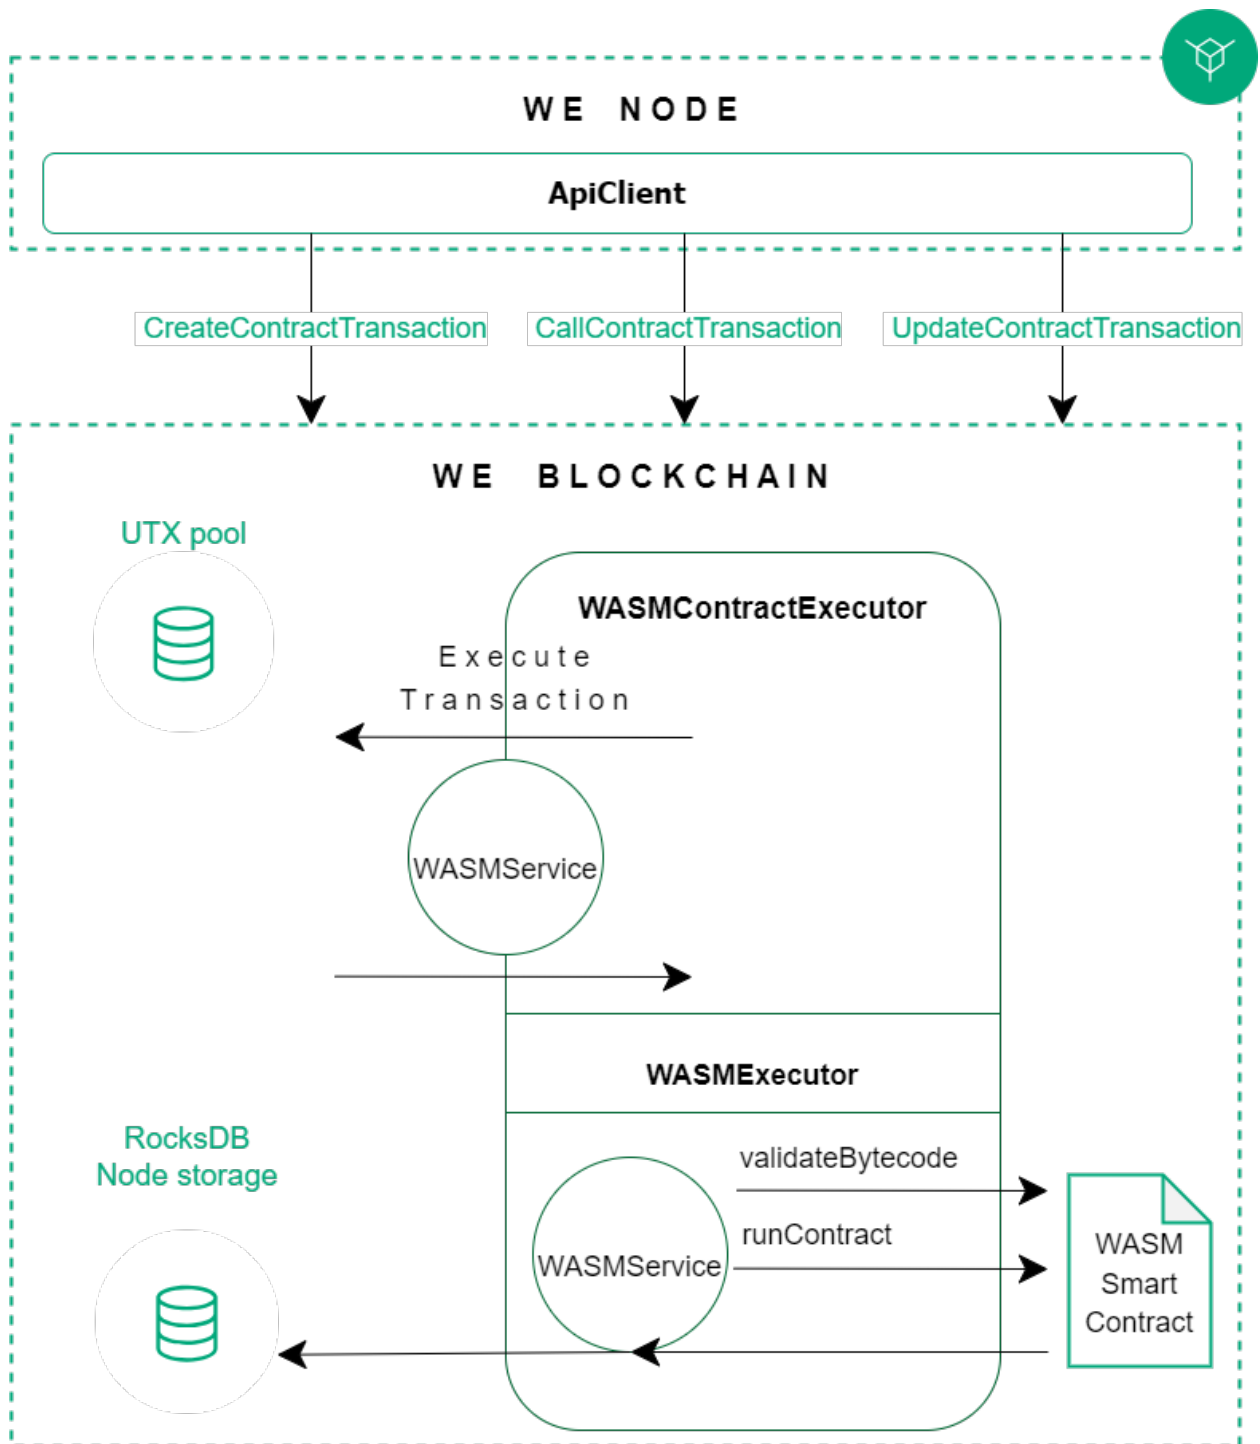 WE NODE
ApiClient
CreateContractTransaction
CallContractTransaction
UpdateContractTransaction
WE BLOCKCHAIN
UTX pool
WASMContractExecutor
Execute
Transaction
WASMService
WASMExecutor
RocksDB
Node storage
validateBytecode
runContract
WASMService
WASM
Smart
Contract